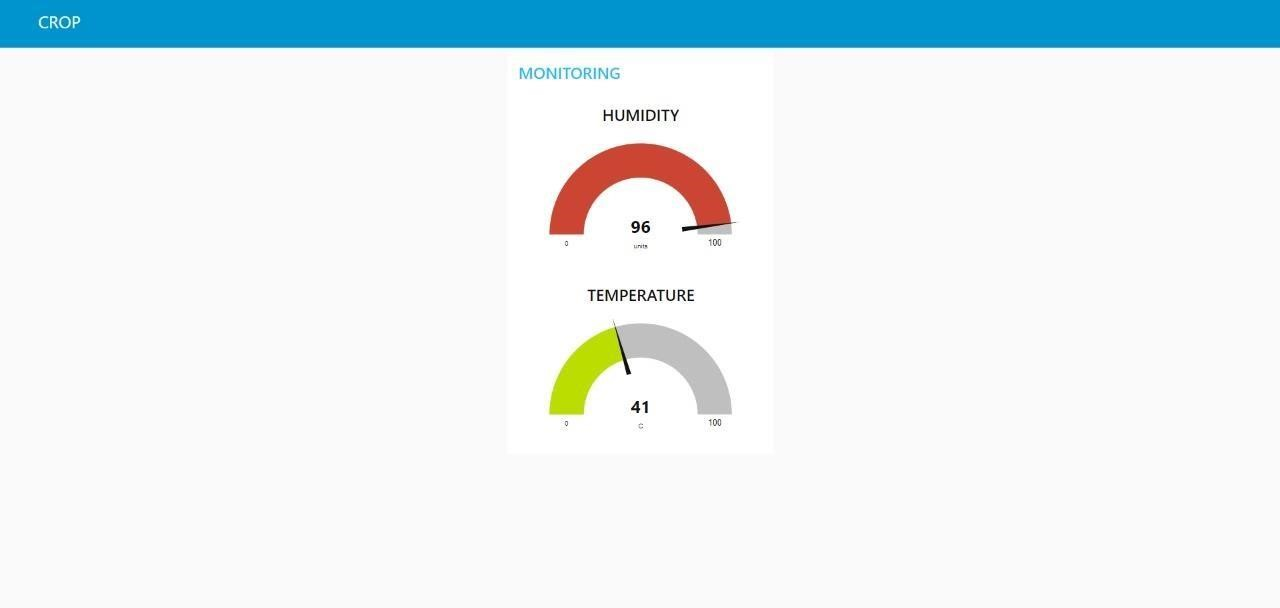 CROP
MONITORING
HUMIDITY
96
units
0
100
TEMPERATURE
41
C
0
100